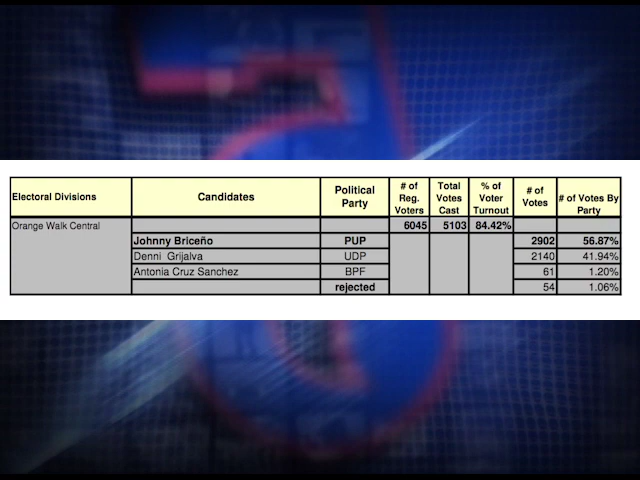 Electoral Divisions Candidates Political Party # of Reg. Voters Total Votes Cast % of Voter Turnout # of Votes # of Votes By Party
Orange Walk Central 6045 5103 84.42%
Johnny Briceño PUP 2902 56.87%
Denni Grijalva UDP 2140 41.94%
Antonia Cruz Sanchez BPF 61 1.20%
rejected 54 1.06%